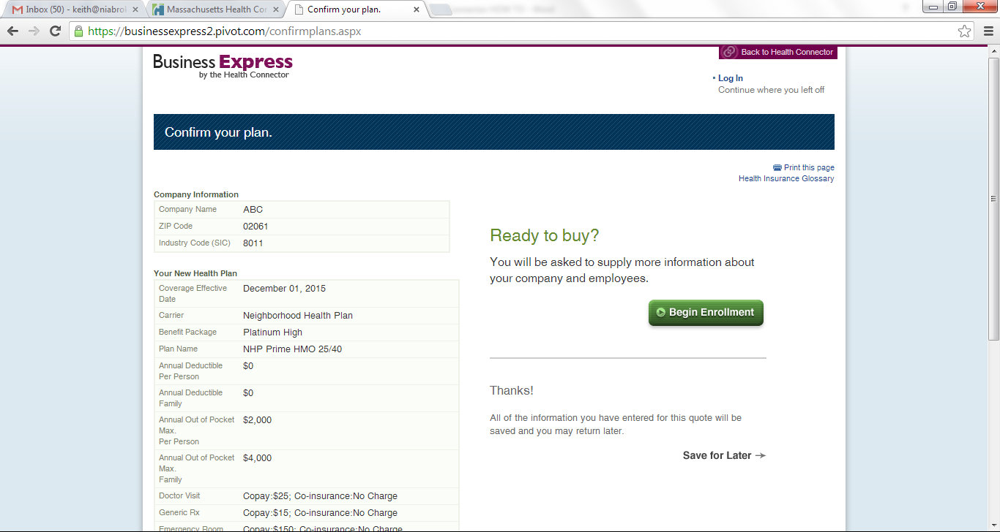 Inbox (50) - keith@niabro
Massachusetts Health Con
Confirm your plan.
https://businessexpress2.pivot.com/confirmplans.aspx
Business Express
by the Health Connector
Back to Health Connector
Log In
Continue where you left off
Confirm your plan.
Print this page
Health Insurance Glossary
Company Information
Company Name ABC
ZIP Code 02061
Industry Code (SIC) 8011
Ready to buy?
You will be asked to supply more information about
your company and employees.
Begin Enrollment
Your New Health Plan
Coverage Effective December 01, 2015
Date
Carrier Neighborhood Health Plan
Benefit Package Platinum High
Plan Name NHP Prime HMO 25/40
Annual Deductible $0
Per Person
Annual Deductible $0
Family
Annual Out of Pocket $2,000
Max.
Per Person
Annual Out of Pocket $4,000
Max.
Family
Doctor Visit Copay:$25; Co-insurance:No Charge
Generic Rx Copay:$15; Co-insurance:No Charge
Emergency Room Copay:$150; Co-insurance:No Charge
Thanks!
All of the information you have entered for this quote will be
saved and you may return later.
Save for Later